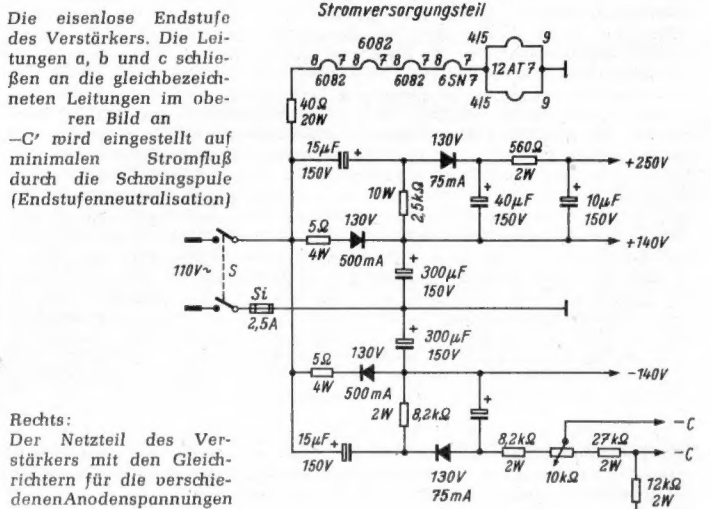 Die eisenlose Endstufe
des Verstärkers. Die Lei-
tungen a, b und c schlie-
ßen an die gleichbezeich-
neten Leitungen im obe-
ren Bild an
—C' wird eingestellt auf
minimalen Stromfluß
durch die Schwingspule
(Endstufenneutralisation)
Stromversorgungsteil
6082
4/5 9
8 7 8 7 8 7 8 7
12AT7
6082 6082 6SN7
4/5 9
40Ω
20W
15µF +
150V
130V
75mA
560Ω
2W
+250V
10W
2,5kΩ
+
40µF
150V
+
10µF
150V
5Ω
4W
130V
500mA
+140V
110V~ S
+
300µF
150V
Si
2,5A
+
300µF
150V
5Ω
4W
130V
500mA
-140V
2W 8,2kΩ
+
15µF +
150V
130V
75mA
8,2kΩ
2W
10kΩ
27kΩ
2W
—C
—C
12kΩ
2W
Rechts:
Der Netzteil des Ver-
stärkers mit den Gleich-
richtern für die verschie-
denen Anodenspannungen